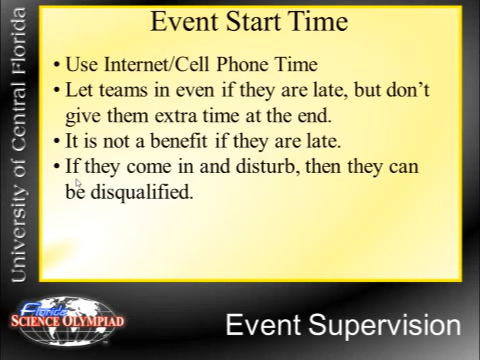 Event Start Time
• Use Internet/Cell Phone Time
• Let teams in even if they are late, but don't
give them extra time at the end.
• It is not a benefit if they are late.
• If they come in and disturb, then they can
be disqualified.
University of Central Florida
Florida
SCIENCE OLYMPIAD
Event Supervision